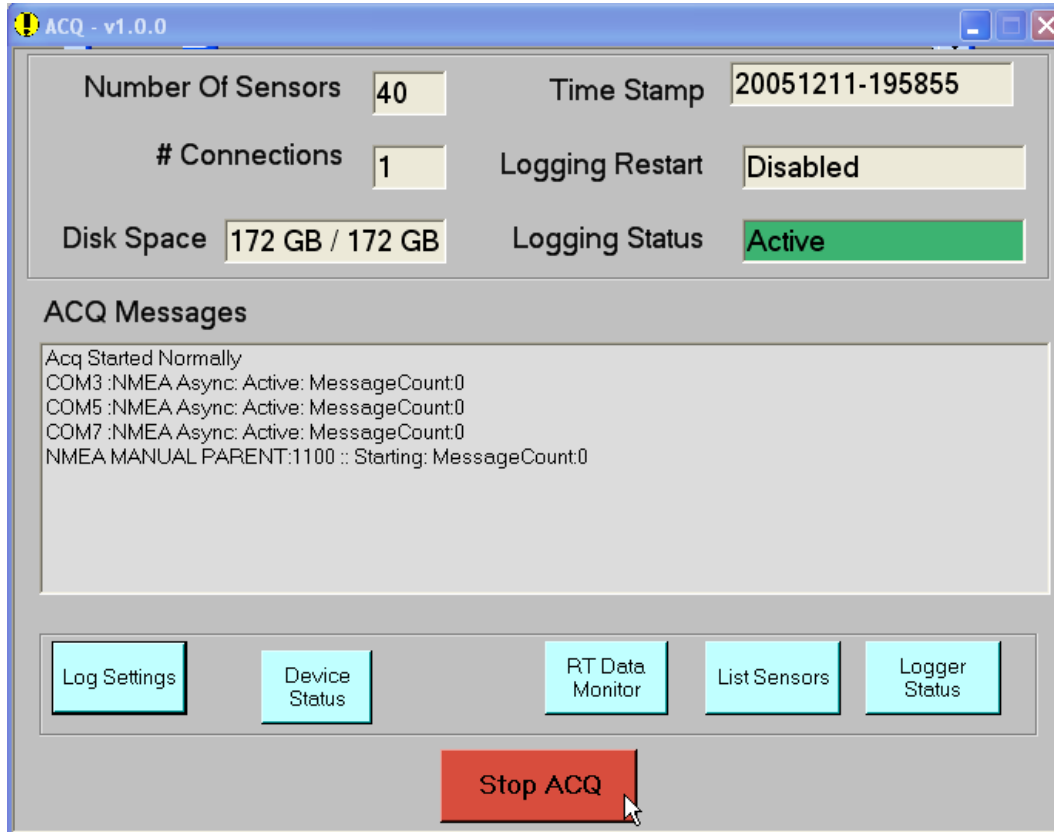 ACQ - v1.0.0
Number Of Sensors 40
Time Stamp 20051211-195855
# Connections 1
Logging Restart Disabled
Disk Space 172 GB / 172 GB
Logging Status Active
ACQ Messages
Acq Started Normally
COM3 :NMEA Async: Active: MessageCount:0
COM5 :NMEA Async: Active: MessageCount:0
COM7 :NMEA Async: Active: MessageCount:0
NMEA MANUAL PARENT:1100 :: Starting: MessageCount:0
Log Settings
Device
Status
RT Data
Monitor
List Sensors
Logger
Status
Stop ACQ